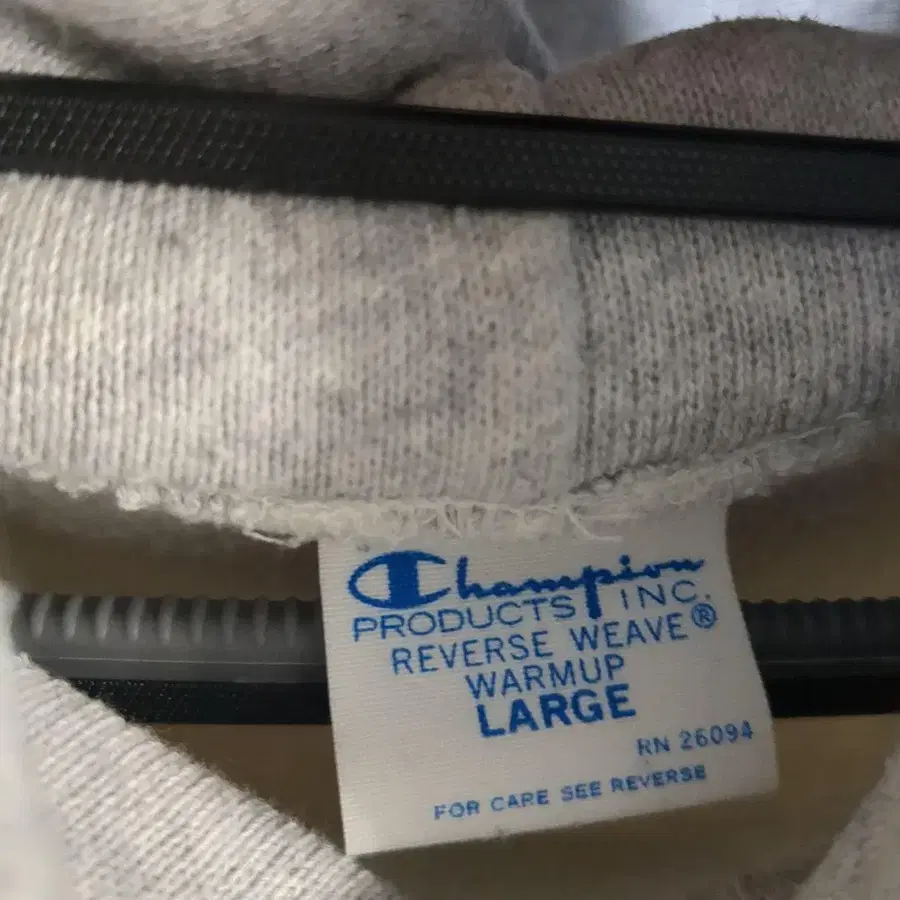 Champion
PRODUCTS INC.
REVERSE WEAVE®
WARMUP
LARGE
RN 26094
FOR CARE SEE REVERSE